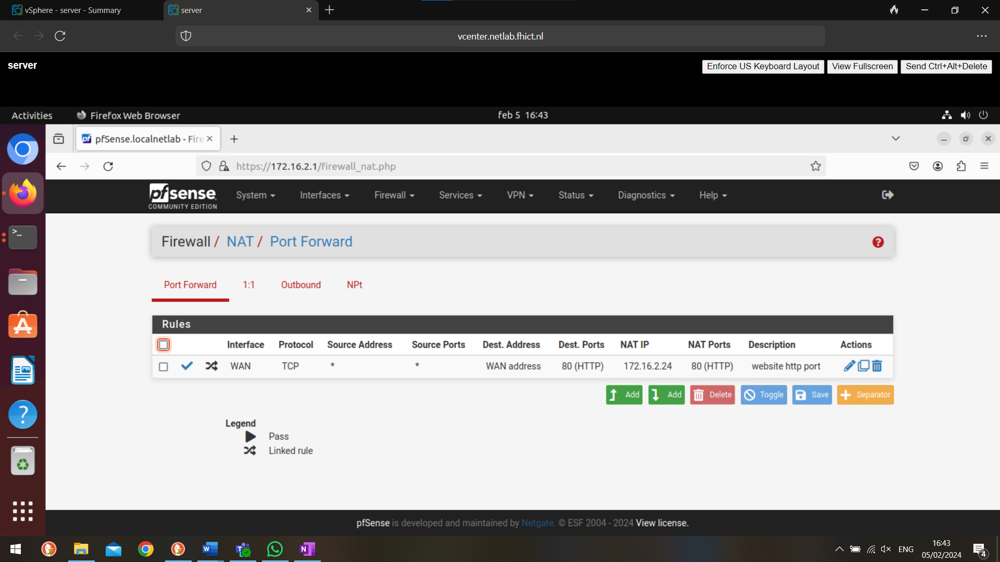 vSphere - server - Summary
server
vcenter.netlab.fhict.nl
server
Enforce US Keyboard Layout
View Fullscreen
Send Ctrl+Alt+Delete
Activities
Firefox Web Browser
feb 5 16:43
pfSense.localnetlab - Fire
https://172.16.2.1/firewall_nat.php
pfsense
COMMUNITY EDITION
System
Interfaces
Firewall
Services
VPN
Status
Diagnostics
Help
Firewall / NAT / Port Forward
Port Forward
1:1
Outbound
NPt
Rules
Interface Protocol Source Address Source Ports Dest. Address Dest. Ports NAT IP NAT Ports Description Actions
WAN TCP * * WAN address 80 (HTTP) 172.16.2.24 80 (HTTP) website http port
Add
Add
Delete
Toggle
Save
Separator
Legend
Pass
Linked rule
pfSense is developed and maintained by Netgate. © ESF 2004 - 2024 View license.
ENG
16:43
05/02/2024
4